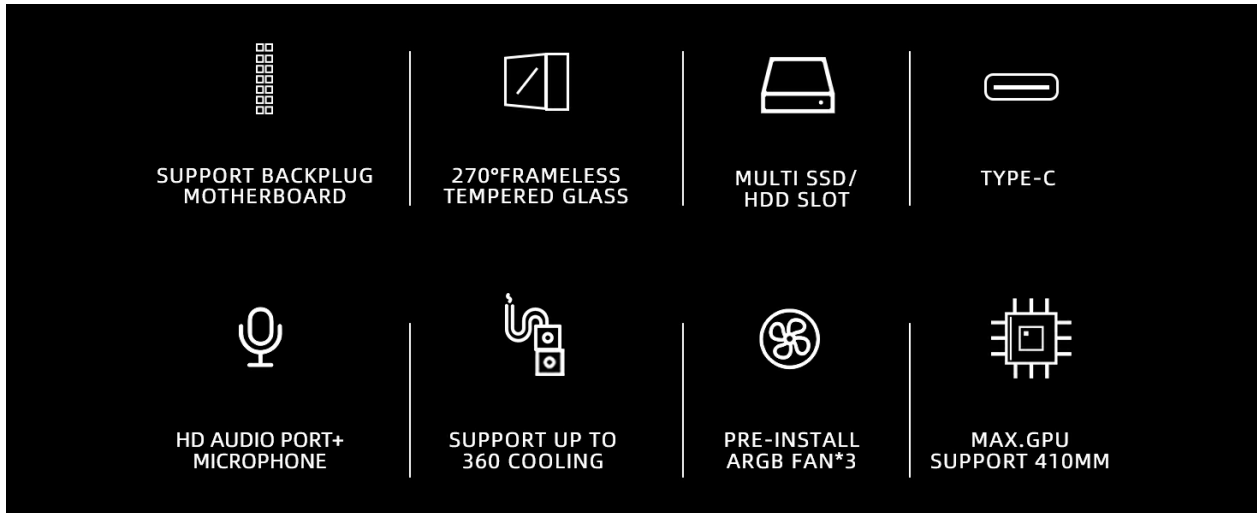 SUPPORT BACKPLUG
MOTHERBOARD
270°FRAMELESS
TEMPERED GLASS
MULTI SSD/
HDD SLOT
TYPE-C
HD AUDIO PORT+
MICROPHONE
SUPPORT UP TO
360 COOLING
PRE-INSTALL
ARGB FAN*3
MAX.GPU
SUPPORT 410MM